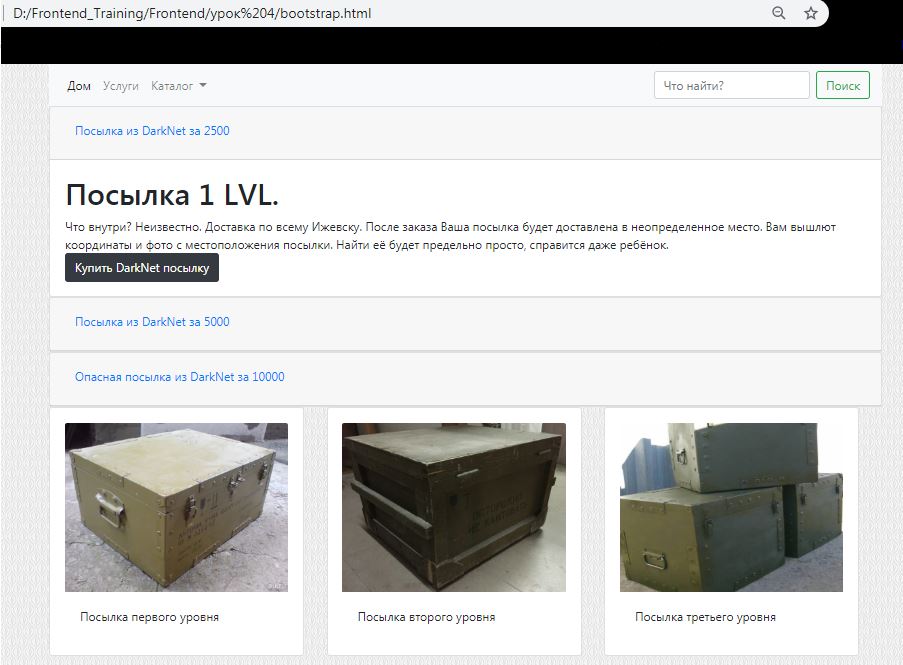 D:/Frontend_Training/Frontend/урок%204/bootstrap.html
Дом Услуги Каталог Что найти? Поиск
Посылка из DarkNet за 2500
Посылка 1 LVL.
Что внутри? Неизвестно. Доставка по всему Ижевску. После заказа Ваша посылка будет доставлена в неопределенное место. Вам вышлют
координаты и фото с местоположения посылки. Найти её будет предельно просто, справится даже ребёнок.
Купить DarkNet посылку
Посылка из DarkNet за 5000
Опасная посылка из DarkNet за 10000
Посылка первого уровня Посылка второго уровня Посылка третьего уровня